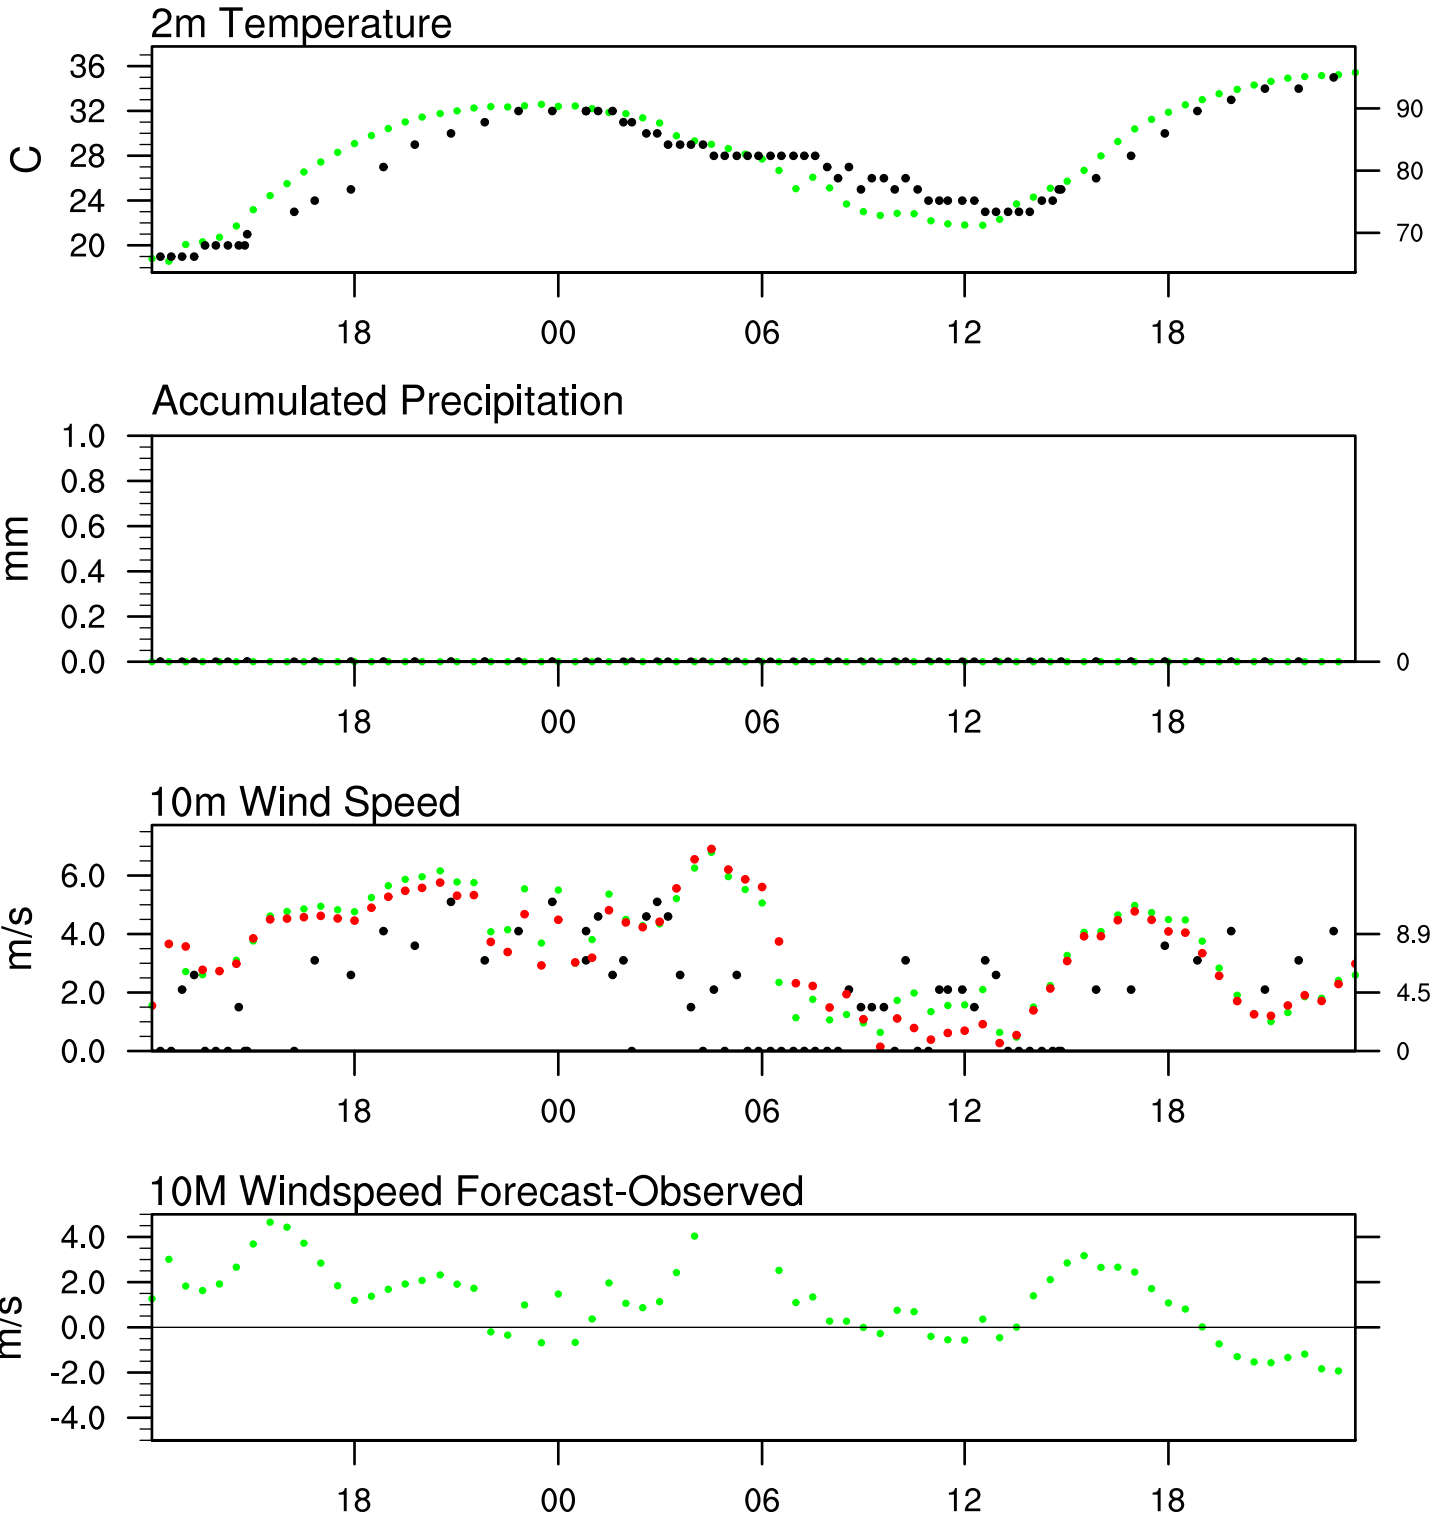 2m Temperature
36
32
28
24
20
C
90
80
70
18 00 06 12 18
Accumulated Precipitation
1.0
0.8
0.6
0.4
0.2
0.0
mm
0
18 00 06 12 18
10m Wind Speed
6.0
4.0
2.0
0.0
m/s
8.9
4.5
0
18 00 06 12 18
10M Windspeed Forecast-Observed
4.0
2.0
0.0
-2.0
-4.0
m/s
18 00 06 12 18